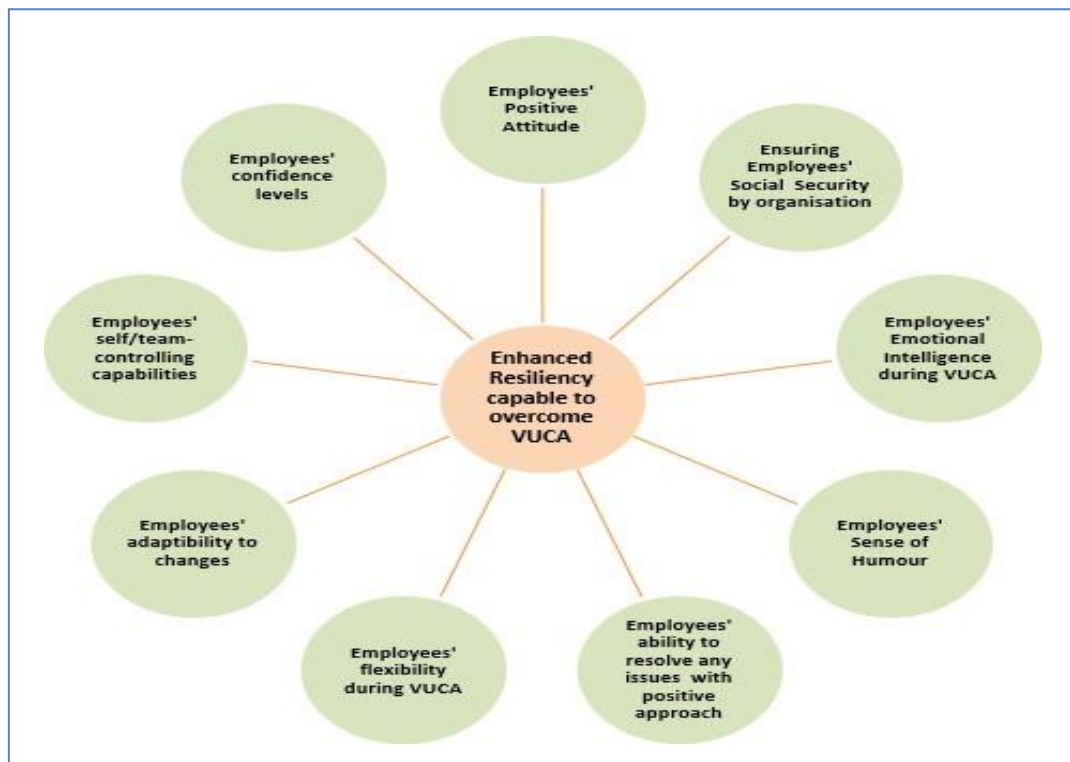 Employees'
Positive
Attitude
Ensuring
Employees'
Social Security
by organisation
Employees'
Emotional
Intelligence
during VUCA
Employees'
Sense of
Humour
Employees'
ability to
resolve any
issues with
positive
approach
Employees'
flexibility
during VUCA
Employees'
adaptibility to
changes
Employees'
self/team-
controlling
capabilities
Employees'
confidence
levels
Enhanced
Resiliency
capable to
overcome
VUCA